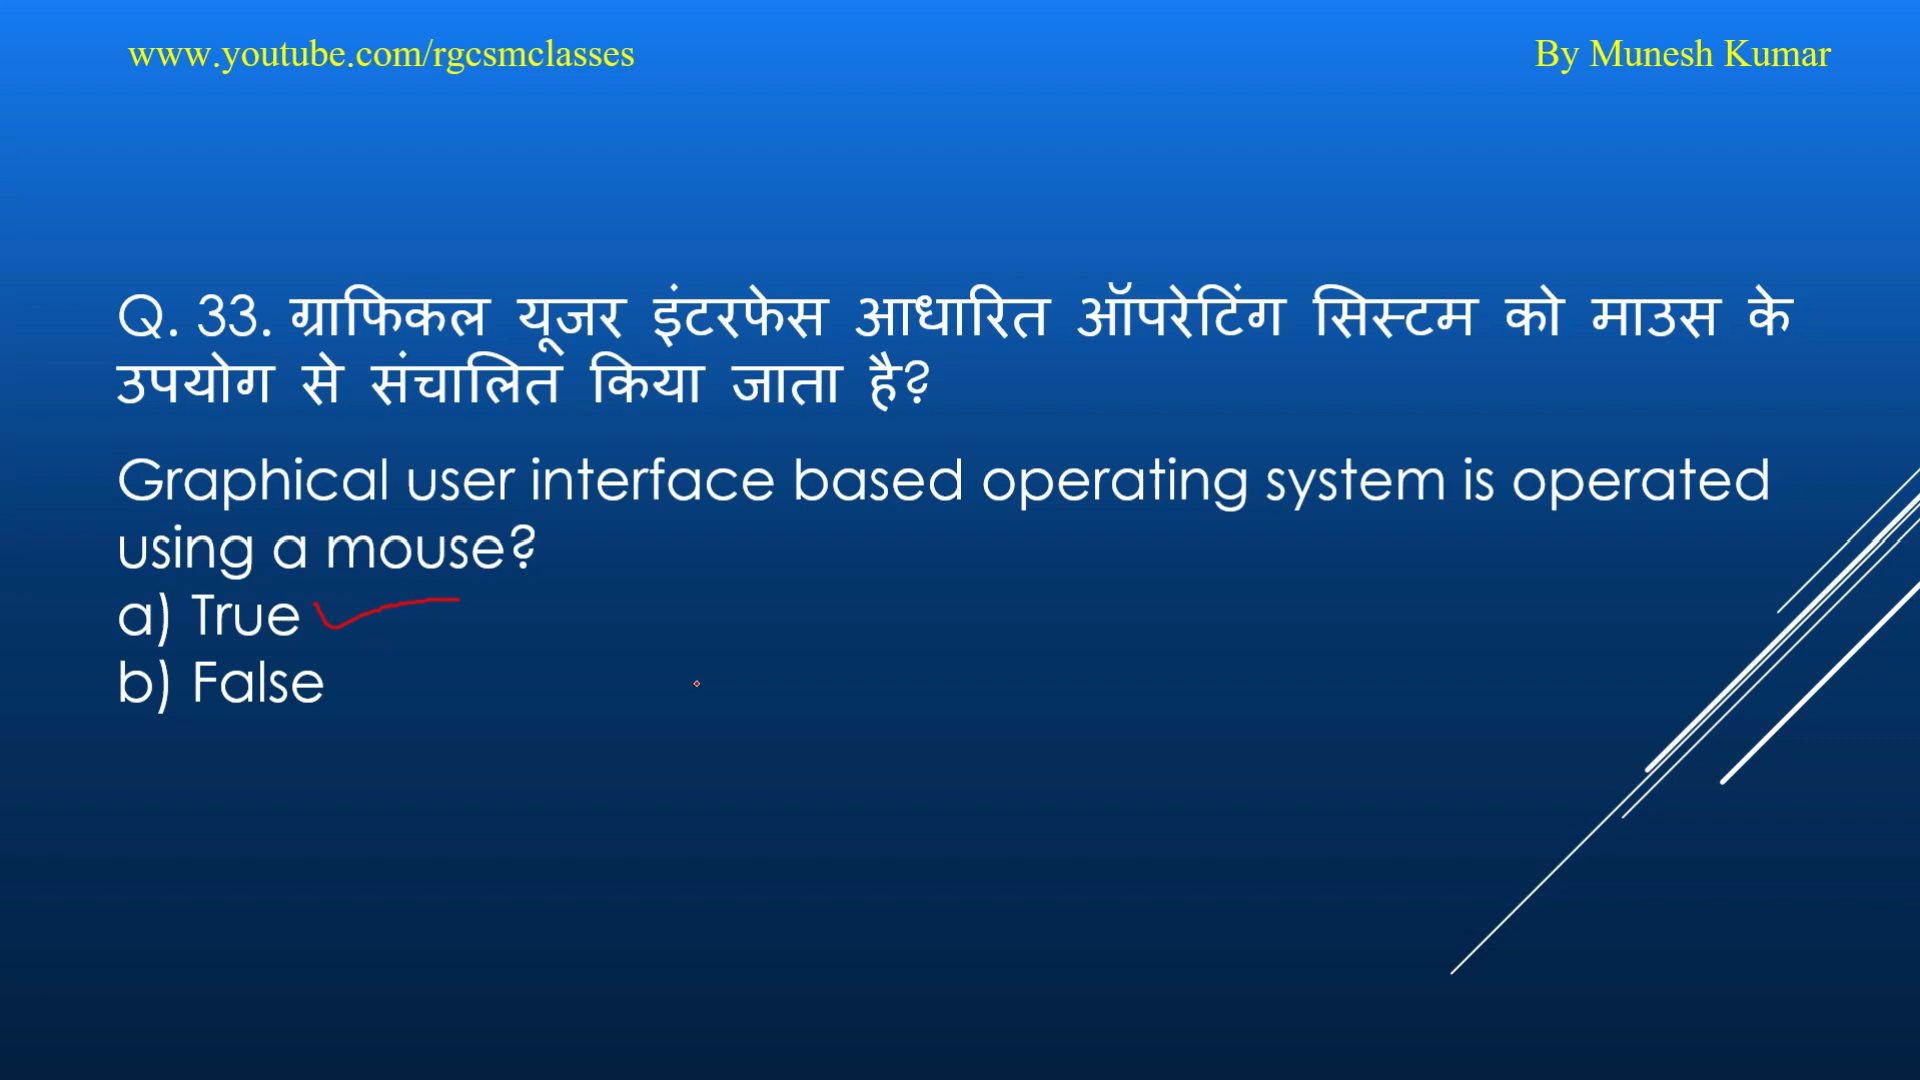 www.youtube.com/rgcsmclasses
By Munesh Kumar
Q. 33. ग्राफिकल यूजर इंटरफेस आधारित ऑपरेटिंग सिस्टम को माउस के
उपयोग से संचालित किया जाता है?
Graphical user interface based operating system is operated
using a mouse?
a) True
b) False